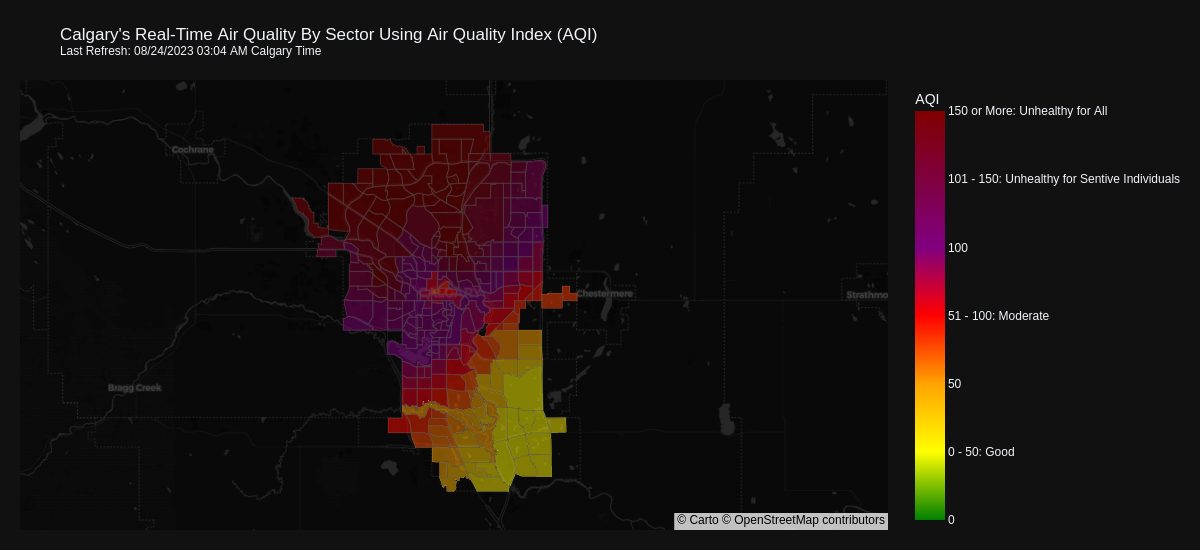 Calgary's Real-Time Air Quality By Sector Using Air Quality Index (AQI)
Last Refresh: 08/24/2023 03:04 AM Calgary Time
AQI
150 or More: Unhealthy for All
101 - 150: Unhealthy for Sentive Individuals
100
51 - 100: Moderate
50
0 - 50: Good
0
Cochrane
CALGARY
Chestermere
Strathmo
Bragg Creek
© Carto © OpenStreetMap contributors